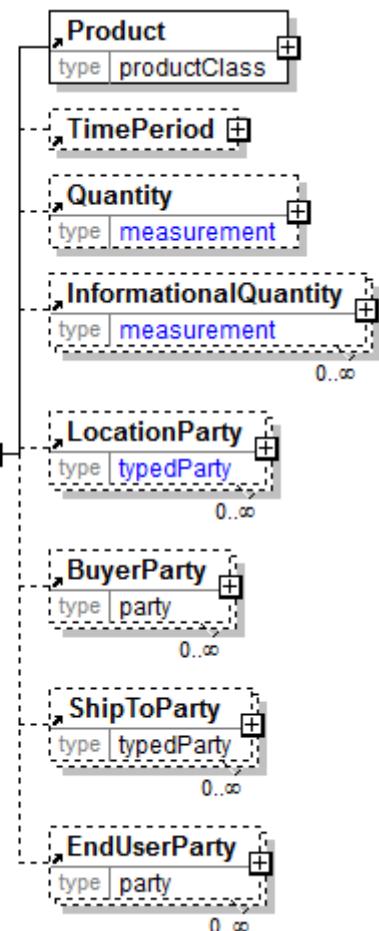 Product
type productClass
TimePeriod
Quantity
type measurement
InformationalQuantity
type measurement
0..∞
LocationParty
type typedParty
0..∞
BuyerParty
type party
0..∞
ShipToParty
type typedParty
0..∞
EndUserParty
type party
0..∞